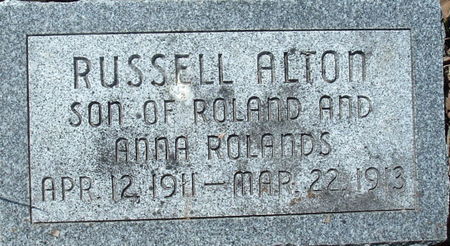 RUSSELL ALTON
SON OF ROLAND AND
ANNA ROLANDS
APR. 12, 1911 — MAR. 22, 1913